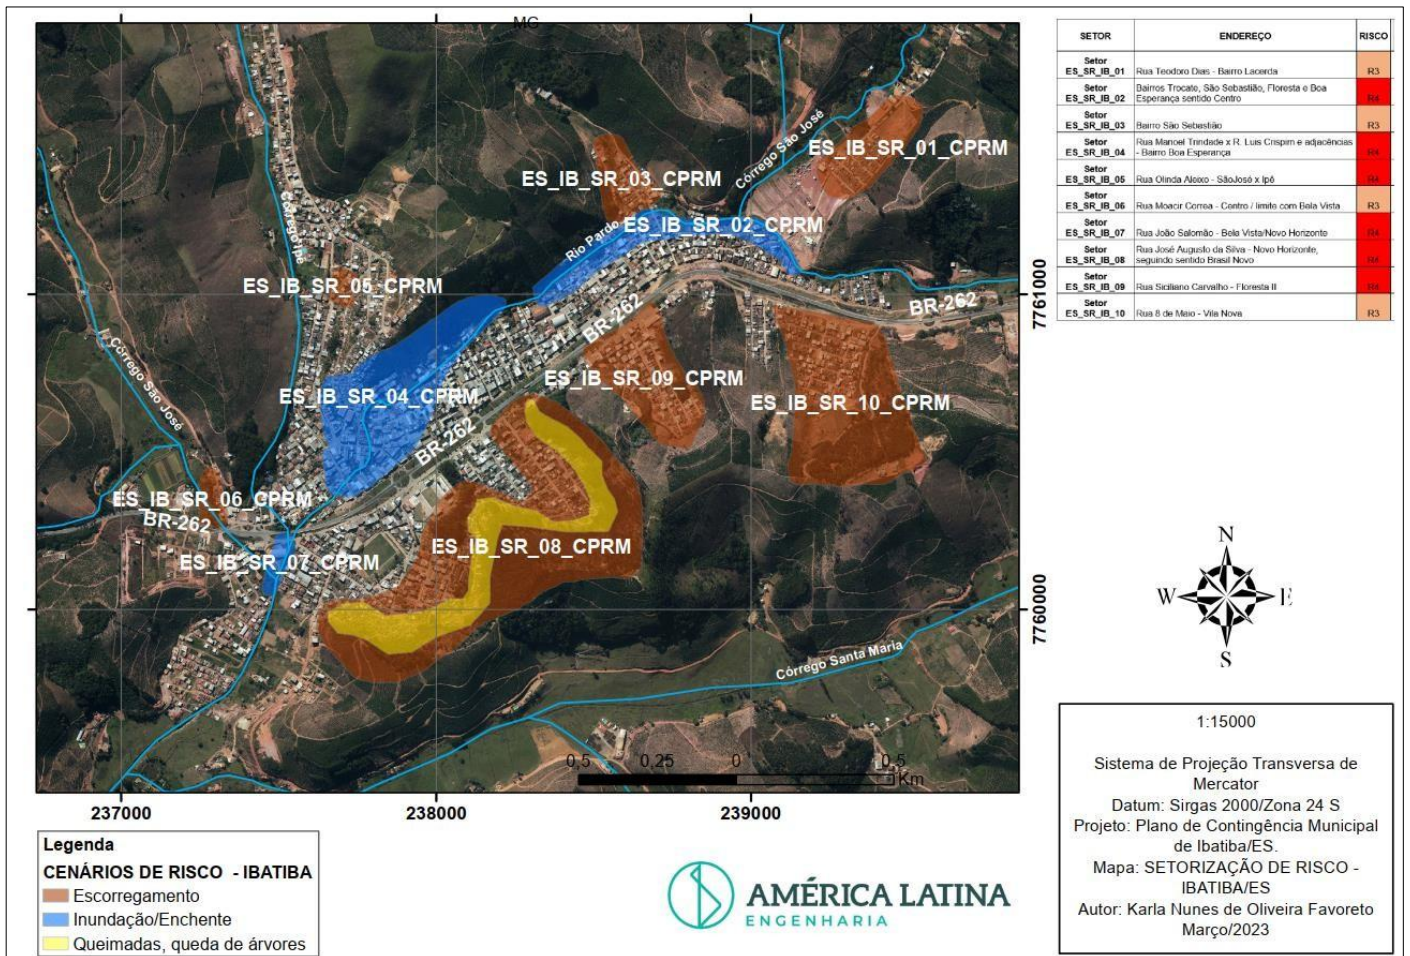 MG
ES_IB_SR_01_CPRM
Córrego São José
ES_IB_SR_03_CPRM
ES_IB_SR_02_CPRM
Rio Pardo
Córrego Ipê
ES_IB_SR_05_CPRM
BR-262
BR-262
Córrego São José
ES_IB_SR_09_CPRM
ES_IB_SR_04_CPRM
ES_IB_SR_10_CPRM
BR-262
ES_IB_SR_06_CPRM
BR-262
ES_IB_SR_08_CPRM
ES_IB_SR_07_CPRM
Córrego Santa Maria
0,5 0,25 0 0,5
Km
237000 238000 239000
7761000
7760000
SETOR ENDEREÇO RISCO
Setor
ES_SR_IB_01 Rua Teodoro Dias - Bairro Lacerda R3
Setor Bairros Trocate, São Sebastião, Floresta e Boa
ES_SR_IB_02 Esperança sentido Centro R4
Setor
ES_SR_IB_03 Bairro São Sebastião R3
Setor Rua Manoel Trindade x R. Luis Crispim e adjacências
ES_SR_IB_04 - Bairro Boa Esperança R4
Setor
ES_SR_IB_05 Rua Olinda Aleixo - SãoJosé x Ipê R4
Setor
ES_SR_IB_06 Rua Moacir Correa - Centro / limite com Bela Vista R3
Setor
ES_SR_IB_07 Rua João Salomão - Bela Vista/Novo Horizonte R4
Setor Rua José Augusto da Silva - Novo Horizonte,
ES_SR_IB_08 seguindo sentido Brasil Novo R4
Setor
ES_SR_IB_09 Rua Siciliano Carvalho - Floresta II R4
Setor
ES_SR_IB_10 Rua 8 de Maio - Vila Nova R3
N
W E
S
1:15000
Sistema de Projeção Transversa de
Mercator
Datum: Sirgas 2000/Zona 24 S
Projeto: Plano de Contingência Municipal
de Ibatiba/ES.
Mapa: SETORIZAÇÃO DE RISCO -
IBATIBA/ES
Autor: Karla Nunes de Oliveira Favoreto
Março/2023
Legenda
CENÁRIOS DE RISCO - IBATIBA
Escorregamento
Inundação/Enchente
Queimadas, queda de árvores
AMÉRICA LATINA
ENGENHARIA